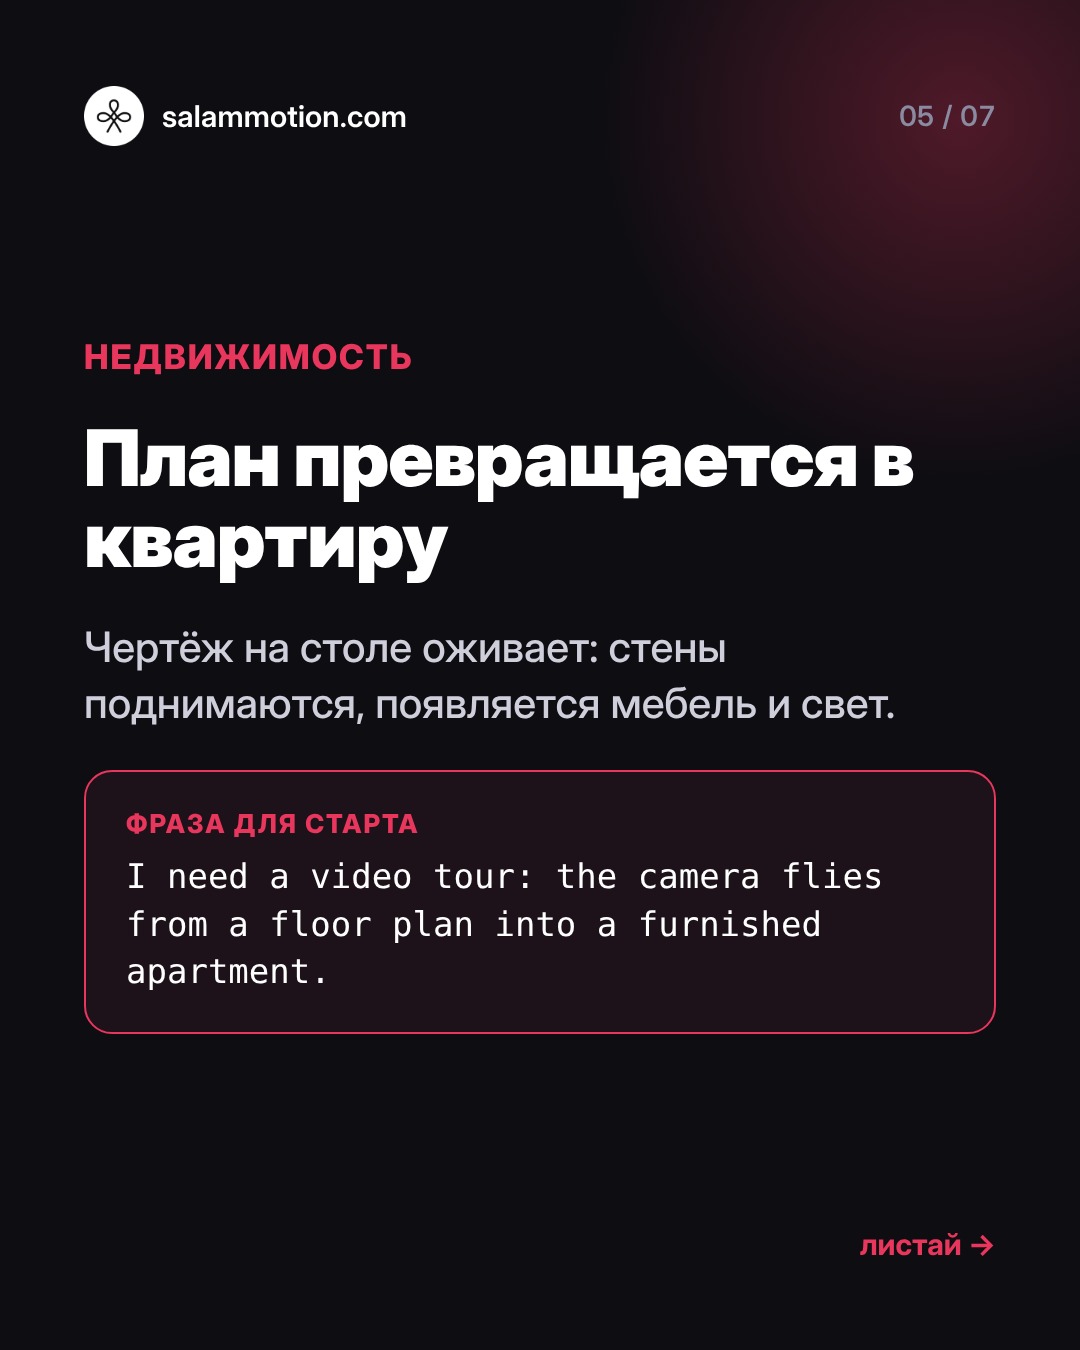 salammotion.com
05 / 07
НЕДВИЖИМОСТЬ
План превращается в
квартиру
Чертёж на столе оживает: стены
поднимаются, появляется мебель и свет.
ФРАЗА ДЛЯ СТАРТА
I need a video tour: the camera flies
from a floor plan into a furnished
apartment.
листай →